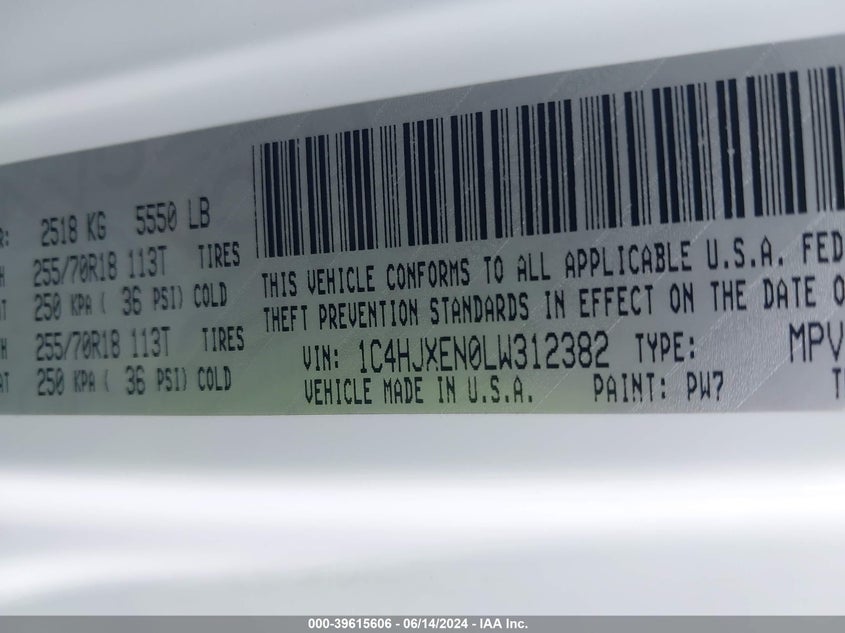 R: 2518 KG 5550 LB
255/70R18 113T TIRES
250 KPA ( 36 PSI) COLD
255/70R18 113T TIRES
250 KPA ( 36 PSI) COLD
THIS VEHICLE CONFORMS TO ALL APPLICABLE U.S.A. FED
THEFT PREVENTION STANDARDS IN EFFECT ON THE DATE O
VIN: 1C4HJXEN0LW312382 TYPE: MPV
VEHICLE MADE IN U.S.A. PAINT: PW7
000-39615606 - 06/14/2024 - IAA Inc.